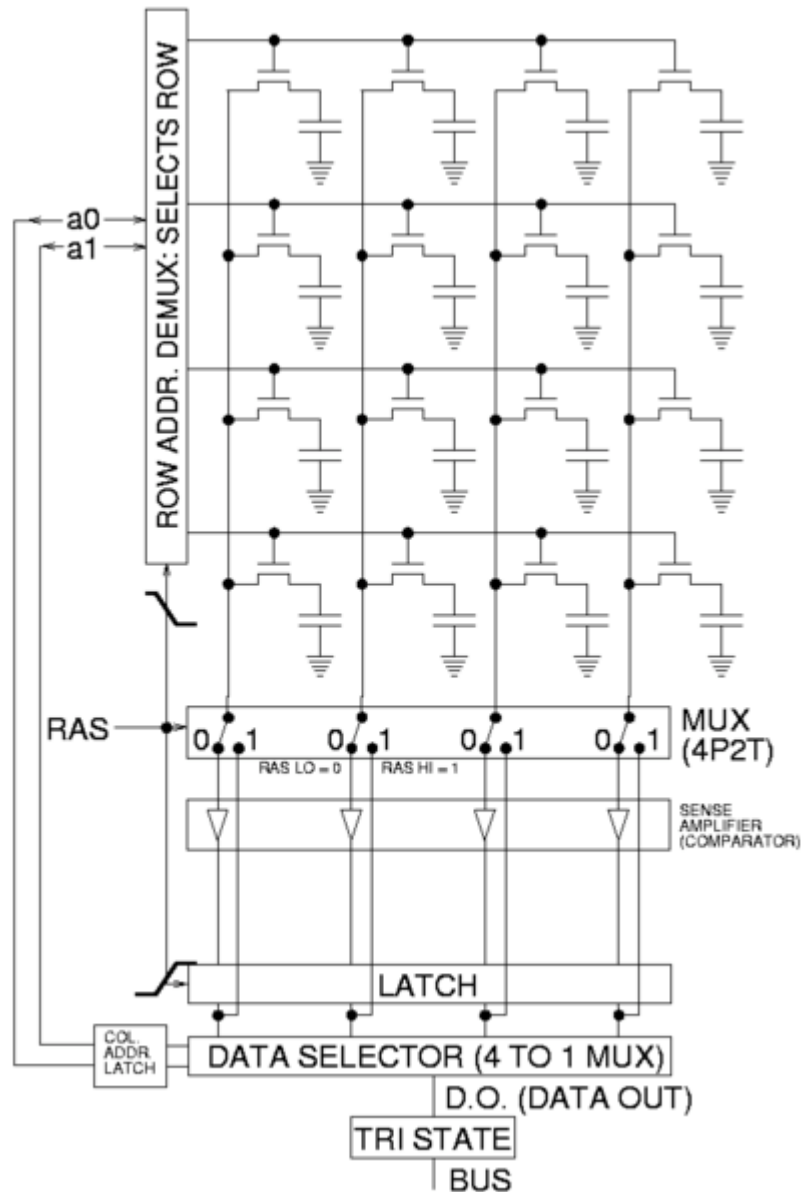 ROW ADDR. DEMUX: SELECTS ROW
a0
a1
RAS
0 1 0 1 0 1 0 1
RAS LO = 0 RAS HI = 1
MUX
(4P2T)
SENSE
AMPLIFIER
(COMPARATOR)
LATCH
COL.
ADDR.
LATCH
DATA SELECTOR (4 TO 1 MUX)
D.O. (DATA OUT)
TRI STATE
BUS